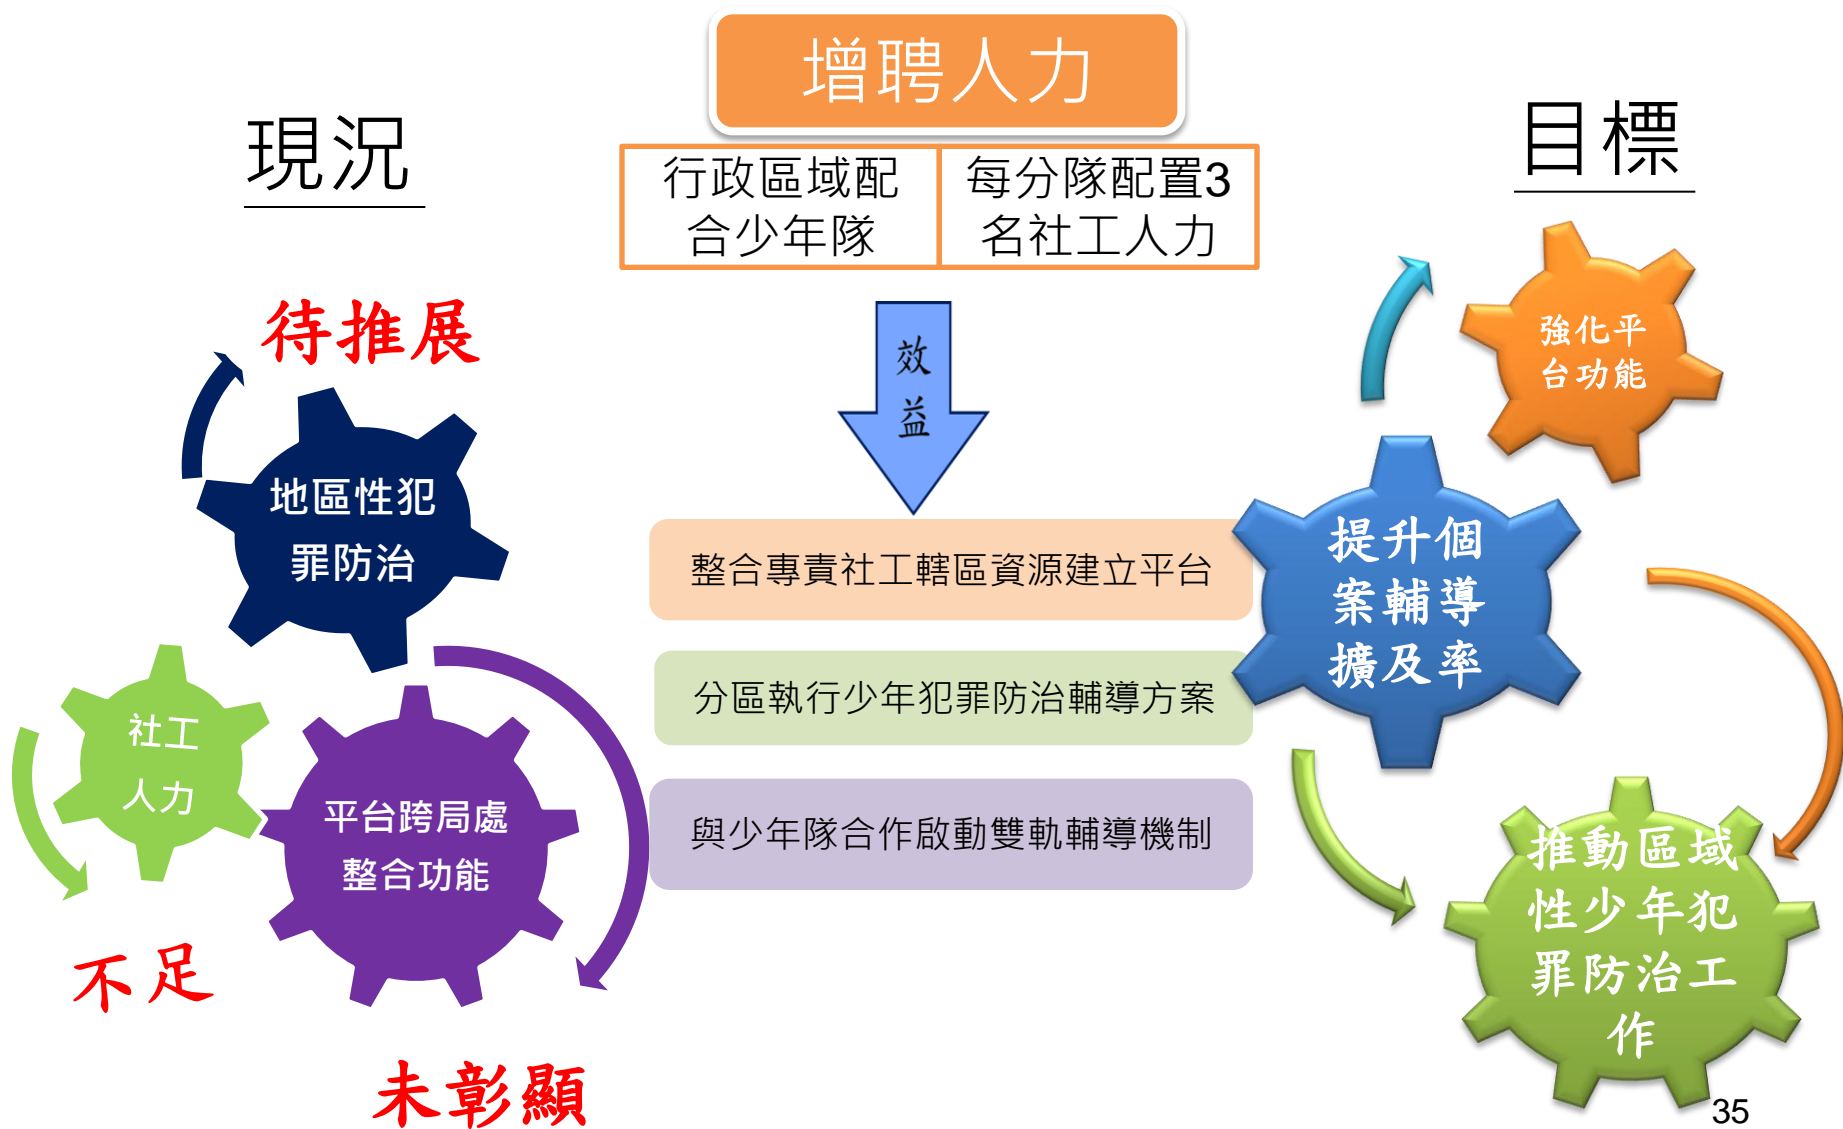 增聘人力
行政區域配
合少年隊
每分隊配置3
名社工人力
現況
待推展
地區性犯
罪防治
社工
人力
不足
平台跨局處
整合功能
未彰顯
效
益
整合專責社工轄區資源建立平台
分區執行少年犯罪防治輔導方案
與少年隊合作啟動雙軌輔導機制
目標
強化平
台功能
提升個
案輔導
擴及率
推動區域
性少年犯
罪防治工
作
35